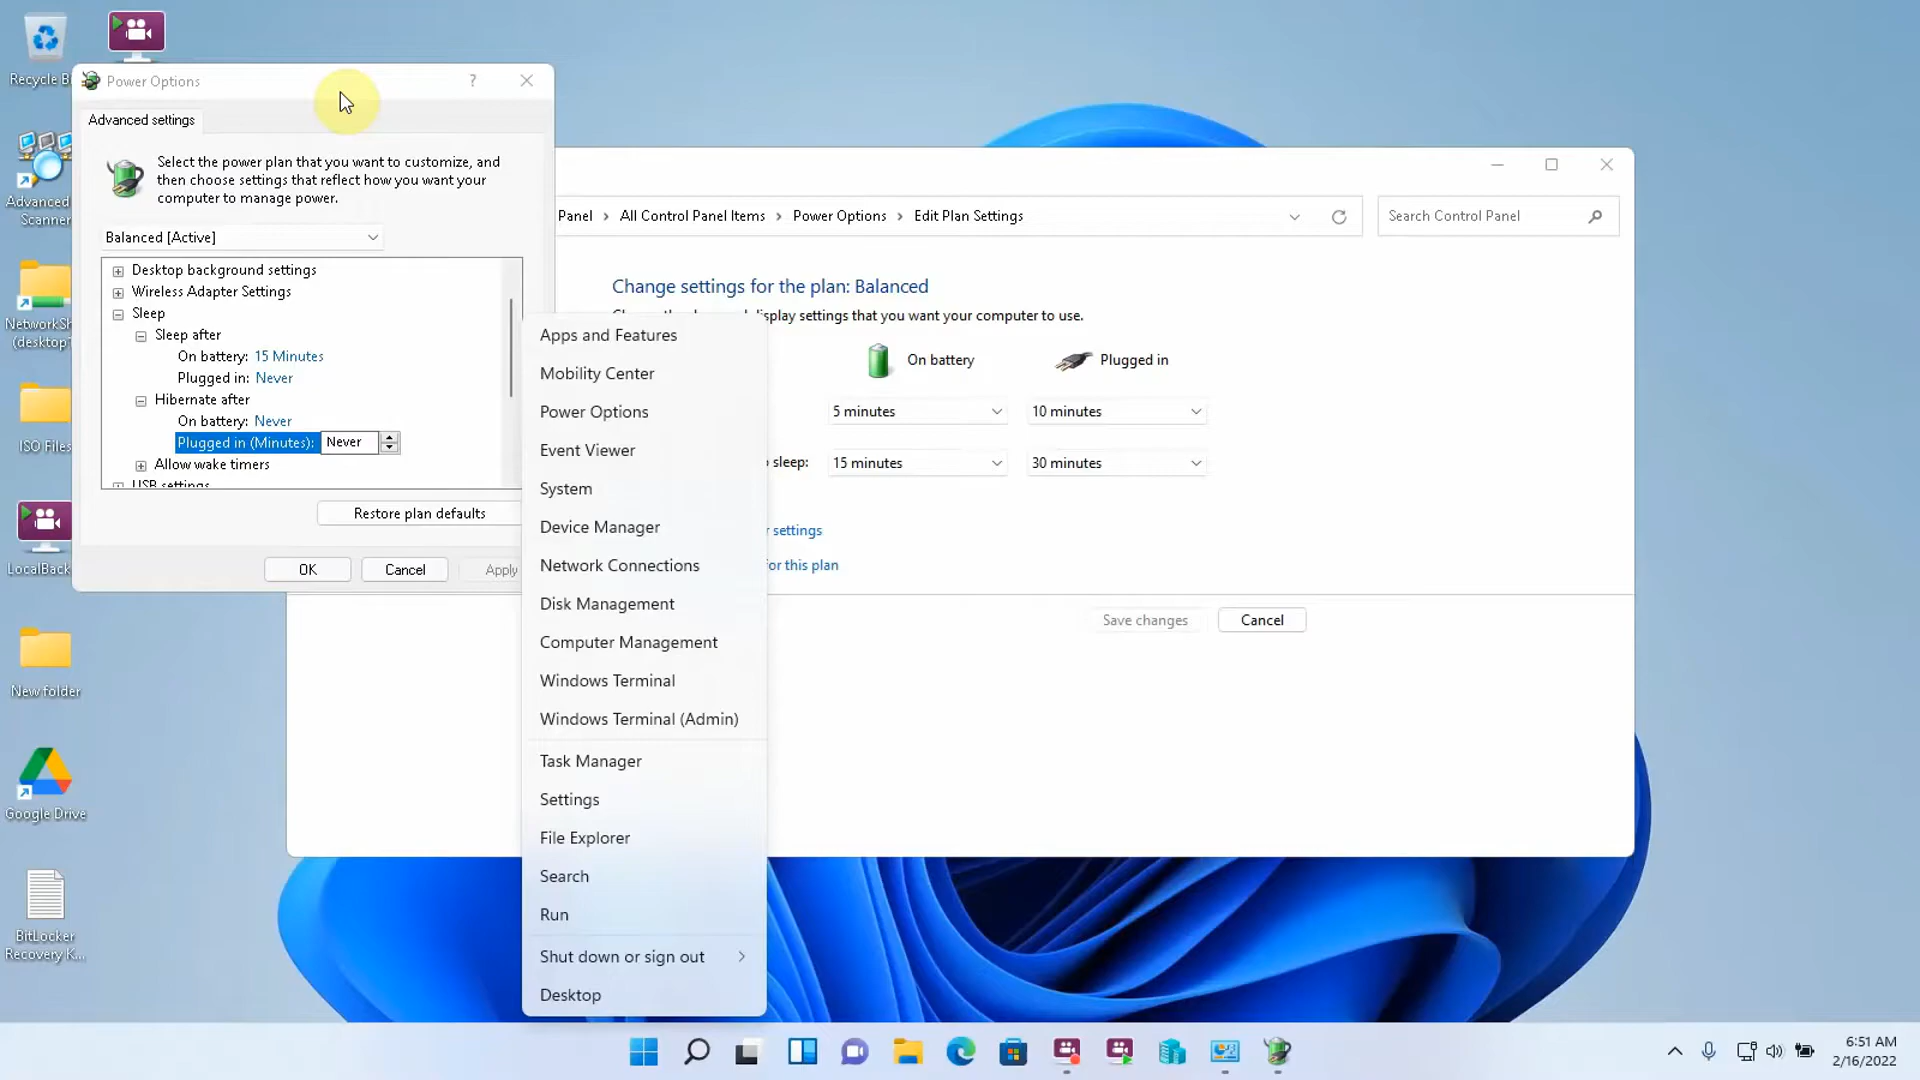 Recycle B
Advanced
Scanner
NetworkSh
(desktop
ISO Files
LocalBack
New folder
Google Drive
BitLocker
Recovery K...
Power Options
?
Advanced settings
Select the power plan that you want to customize, and
then choose settings that reflect how you want your
computer to manage power.
Balanced [Active]
Desktop background settings
Wireless Adapter Settings
Sleep
Sleep after
On battery: 15 Minutes
Plugged in: Never
Hibernate after
On battery: Never
Plugged in (Minutes): Never
Allow wake timers
USB settings
Restore plan defaults
OK
Cancel
Apply
Panel > All Control Panel Items > Power Options > Edit Plan Settings
Search Control Panel
Change settings for the plan: Balanced
display settings that you want your computer to use.
On battery
Plugged in
5 minutes
10 minutes
sleep:
15 minutes
30 minutes
settings
for this plan
Save changes
Cancel
Apps and Features
Mobility Center
Power Options
Event Viewer
System
Device Manager
Network Connections
Disk Management
Computer Management
Windows Terminal
Windows Terminal (Admin)
Task Manager
Settings
File Explorer
Search
Run
Shut down or sign out
Desktop
6:51 AM
2/16/2022